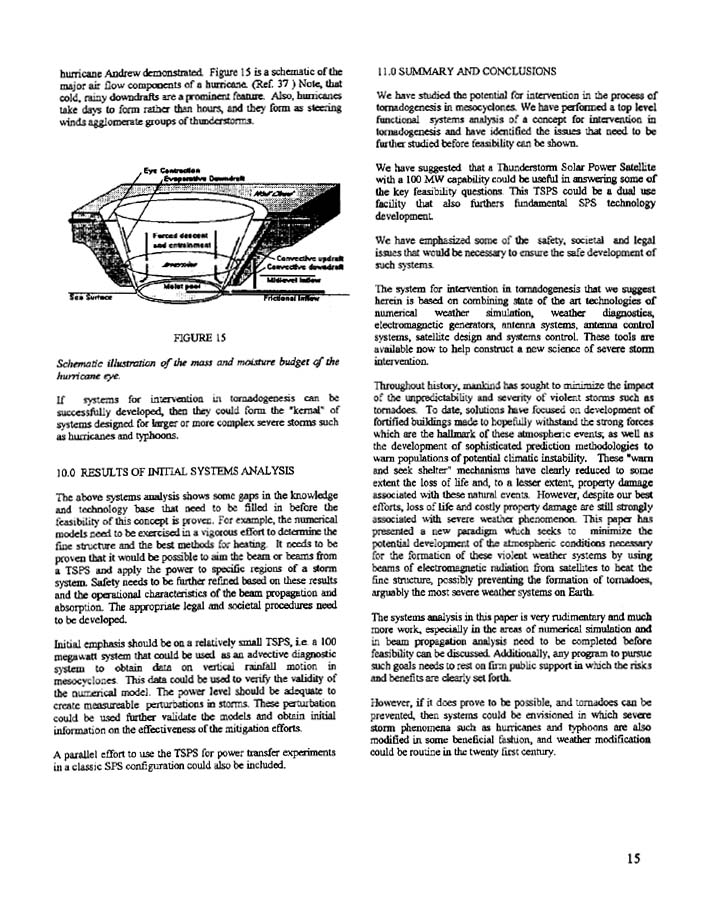 hurricane Andrew demonstrated. Figure 15 is a schematic of the
major air flow components of a hurricane. (Ref. 37 ) Note, that
cold, rainy downdrafts are a prominent feature. Also, hurricanes
take days to form rather than hours, and they form as steering
winds agglomerate groups of thunderstorms.
Eye Contraction
Evaporative Downdraft
Wall Cloud
Forced descent
and entrainment
Inversion
Convective updraft
Convective downdraft
Moist pool
Midlevel Inflow
Sea Surface
Frictional Inflow
FIGURE 15
Schematic illustration of the mass and moisture budget of the
hurricane eye.
If systems for intervention in tornadogenesis can be
successfully developed, then they could form the "kernal" of
systems designed for larger or more complex severe storms such
as hurricanes and typhoons.
10.0 RESULTS OF INITIAL SYSTEMS ANALYSIS
The above systems analysis shows some gaps in the knowledge
and technology base that need to be filled in before the
feasibility of this concept is proven. For example, the numerical
models need to be exercised in a vigorous effort to determine the
fine structure and the best methods for heating. It needs to be
proven that it would be possible to aim the beam or beams from
a TSPS and apply the power to specific regions of a storm
system. Safety needs to be further refined based on these results
and the operational characteristics of the beam propagation and
absorption. The appropriate legal and societal procedures need
to be developed.
Initial emphasis should be on a relatively small TSPS, i.e. a 100
megawatt system that could be used as an advective diagnostic
system to obtain data on vertical rainfall motion in
mesocyclones. This data could be used to verify the validity of
the numerical model. The power level should be adequate to
create measureable perturbations in storms. These perturbation
could be used further validate the models and obtain initial
information on the effectiveness of the mitigation efforts.
A parallel effort to use the TSPS for power transfer experiments
in a classic SPS configuration could also be included.
11.0 SUMMARY AND CONCLUSIONS
We have studied the potential for intervention in the process of
tornadogenesis in mesocyclones. We have performed a top level
functional systems analysis of a concept for intervention in
tornadogenesis and have identified the issues that need to be
further studied before feasibility can be shown.
We have suggested that a Thunderstorm Solar Power Satellite
with a 100 MW capability could be useful in answering some of
the key feasibility questions. This TSPS could be a dual use
facility that also furthers fundamental SPS technology
development.
We have emphasized some of the safety, societal and legal
issues that would be necessary to ensure the safe development of
such systems.
The system for intervention in tornadogenesis that we suggest
herein is based on combining state of the art technologies of
numerical weather simulation, weather diagnostics,
electromagnetic generators, antenna systems, antenna control
systems, satellite design and systems control. These tools are
available now to help construct a new science of severe storm
intervention.
Throughout history, mankind has sought to minimize the impact
of the unpredictability and severity of violent storms such as
tornadoes. To date, solutions have focused on development of
fortified buildings made to hopefully withstand the strong forces
which are the hallmark of these atmospheric events; as well as
the development of sophisticated prediction methodologies to
warn populations of potential climatic instability. These "warn
and seek shelter" mechanisms have clearly reduced to some
extent the loss of life and, to a lesser extent, property damage
associated with these natural events. However, despite our best
efforts, loss of life and costly property damage are still strongly
associated with severe weather phenomenon. This paper has
presented a new paradigm which seeks to minimize the
potential development of the atmospheric conditions necessary
for the formation of these violent weather systems by using
beams of electromagnetic radiation from satellites to heat the
fine structure, possibly preventing the formation of tornadoes,
arguably the most severe weather systems on Earth.
The systems analysis in this paper is very rudimentary and much
more work, especially in the areas of numerical simulation and
in beam propagation analysis need to be completed before
feasibility can be discussed. Additionally, any program to pursue
such goals needs to rest on firm public support in which the risks
and benefits are clearly set forth.
However, if it does prove to be possible, and tornadoes can be
prevented, then systems could be envisioned in which severe
storm phenomena such as hurricanes and typhoons are also
modified in some beneficial fashion, and weather modification
could be routine in the twenty first century.
15